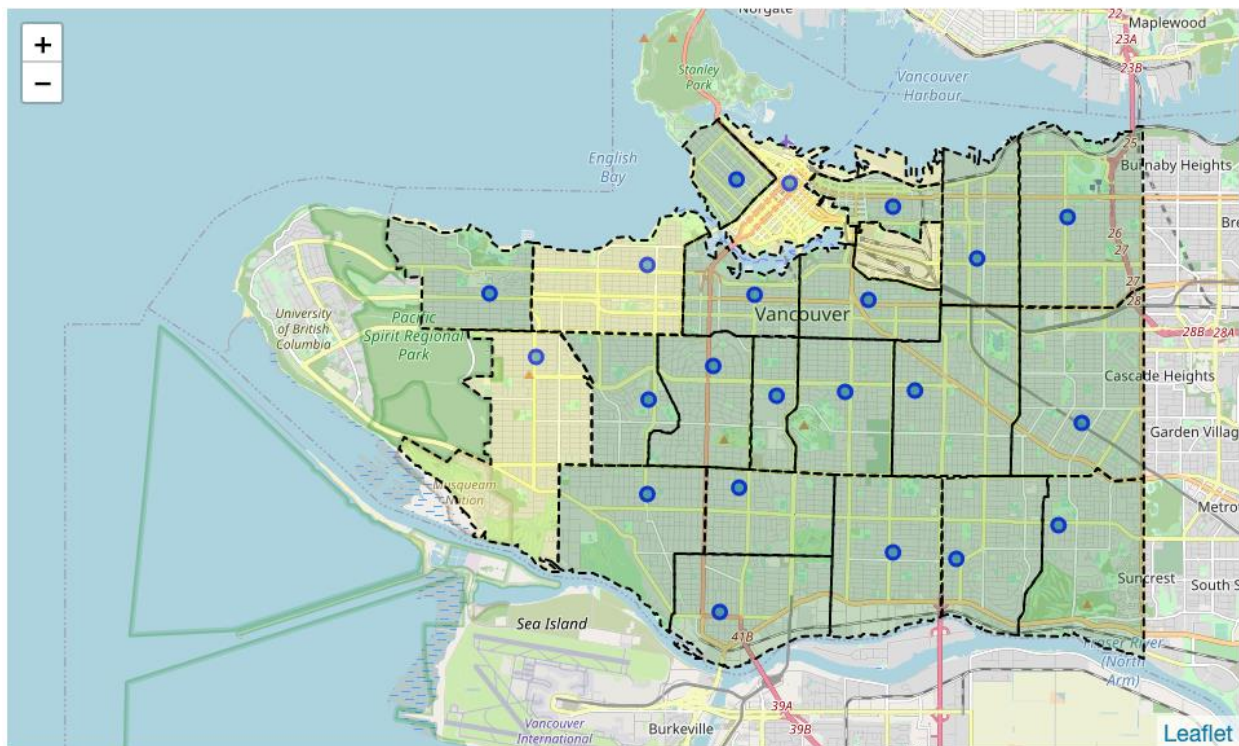 +
−
Norgate
22
Maplewood
23A
23B
Stanley
Park
Vancouver
Harbour
English
Bay
25
Burnaby Heights
Bre
26
27
27
28
University
of British
Columbia
Pacific
Spirit Regional
Park
Vancouver
28B
28A
Cascade Heights
Garden Villag
Musqueam
Nation
Metro
Suncrest
South S
Sea Island
41B
Fraser River
(North
Arm)
39A
39B
Vancouver
International
Burkeville
Leaflet